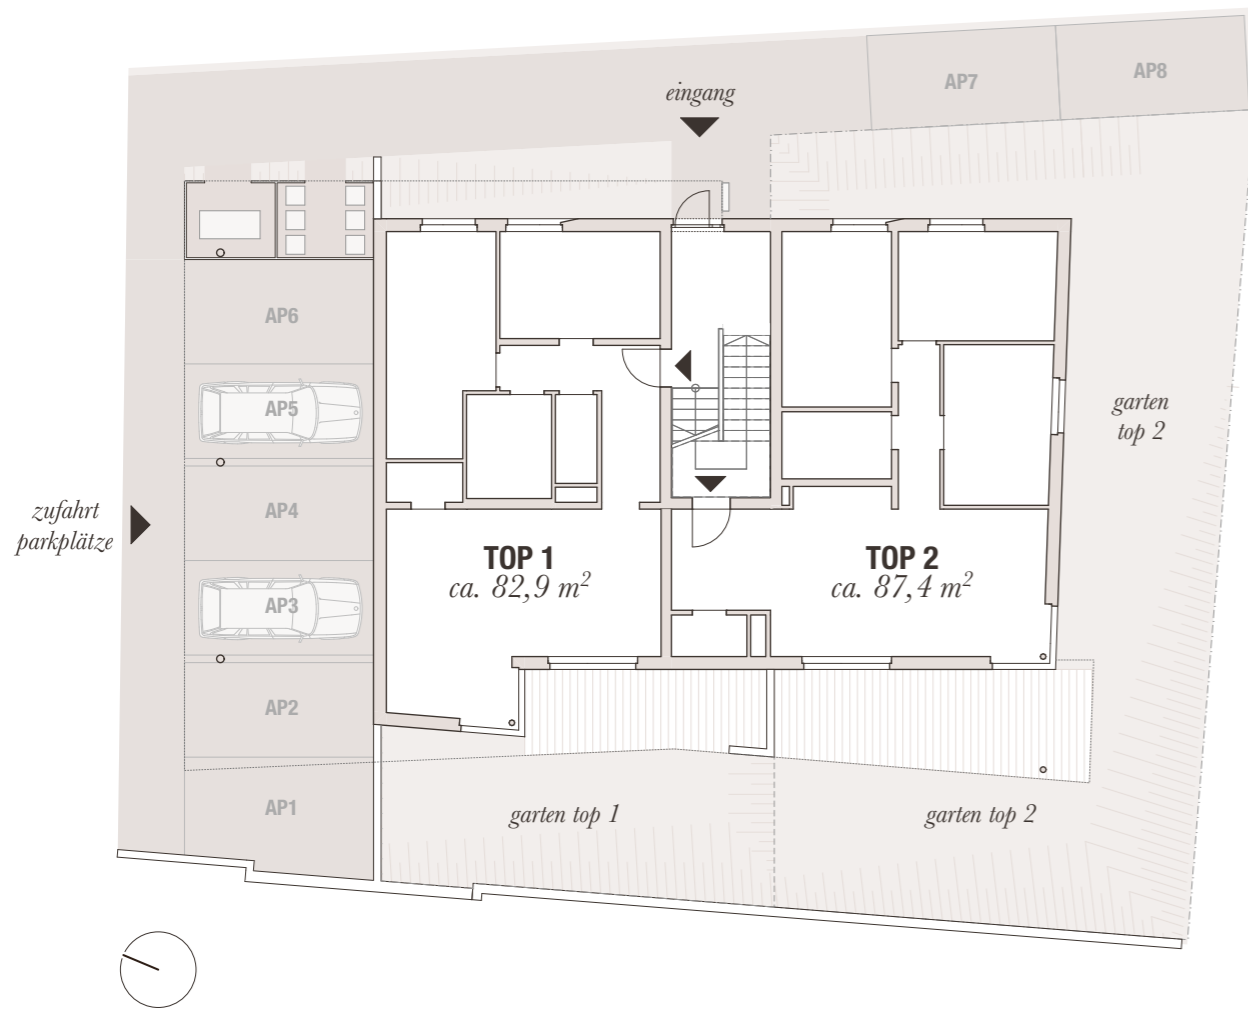 AP8
AP7
eingang
AP6
AP5
garten
top 2
zufahrt
parkplätze
AP4
TOP 1
ca. 82,9 m²
TOP 2
ca. 87,4 m²
AP3
AP2
AP1
garten top 1
garten top 2